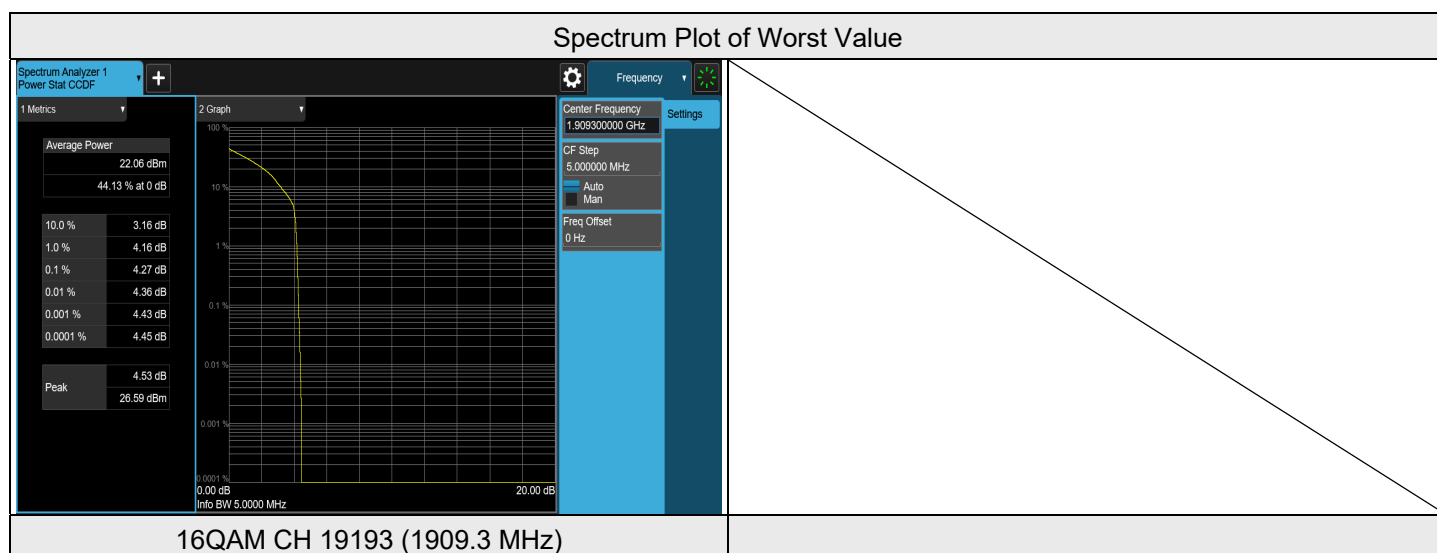 Spectrum Plot of Worst Value
Spectrum Analyzer 1
Power Stat CCDF
+
Frequency
1 Metrics
2 Graph
Average Power
22.06 dBm
44.13 % at 0 dB
10.0 % 3.16 dB
1.0 % 4.16 dB
0.1 % 4.27 dB
0.01 % 4.36 dB
0.001 % 4.43 dB
0.0001 % 4.45 dB
Peak 4.53 dB
26.59 dBm
100 %
10 %
1 %
0.1 %
0.01 %
0.001 %
0.0001 %
0.00 dB 20.00 dB
Info BW 5.0000 MHz
Center Frequency
1.909300000 GHz
Settings
CF Step
5.000000 MHz
Auto
Man
Freq Offset
0 Hz
16QAM CH 19193 (1909.3 MHz)